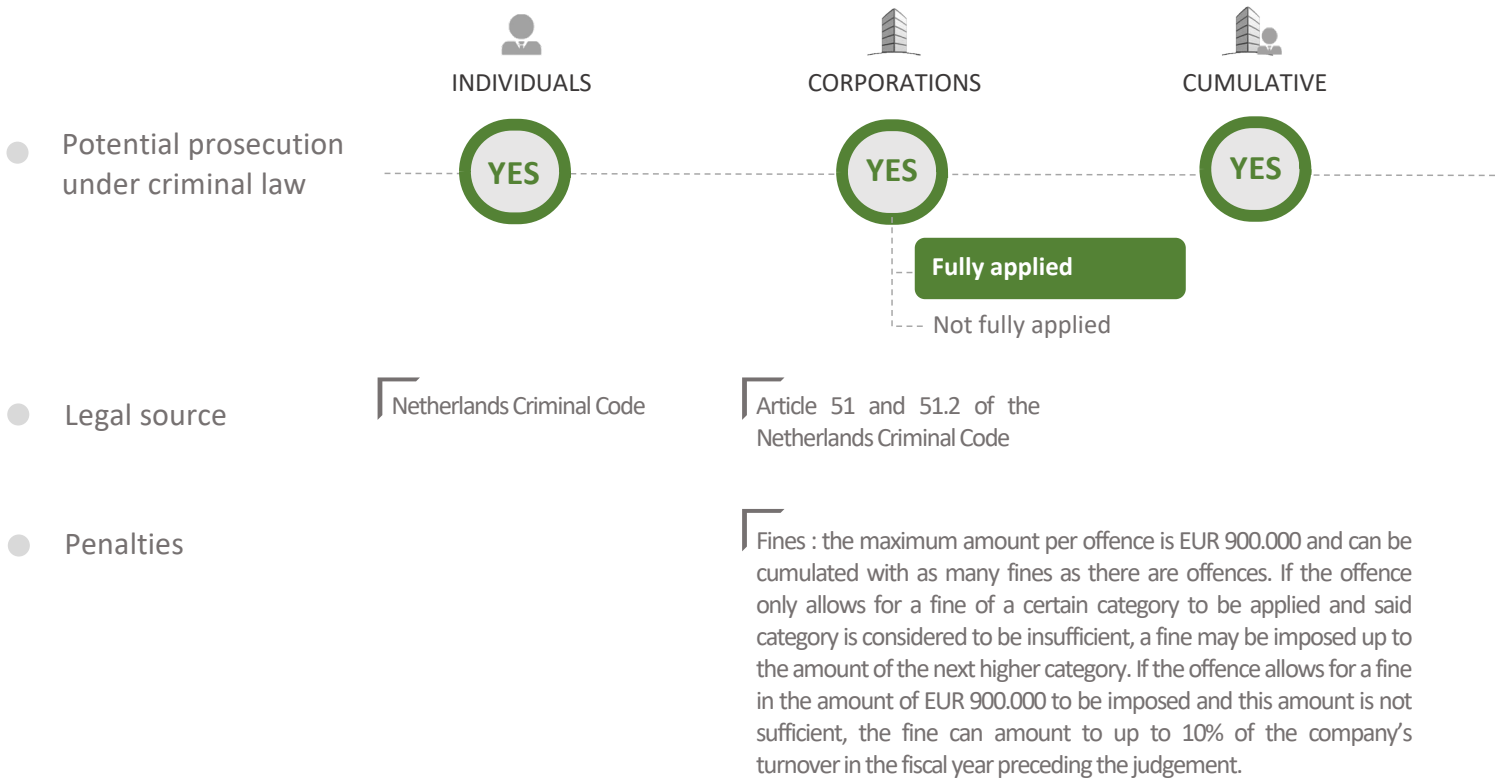 INDIVIDUALS
CORPORATIONS
CUMULATIVE
Potential prosecution
under criminal law
YES
YES
YES
Fully applied
Not fully applied
Legal source
Netherlands Criminal Code
Article 51 and 51.2 of the
Netherlands Criminal Code
Penalties
Fines : the maximum amount per offence is EUR 900.000 and can be
cumulated with as many fines as there are offences. If the offence
only allows for a fine of a certain category to be applied and said
category is considered to be insufficient, a fine may be imposed up to
the amount of the next higher category. If the offence allows for a fine
in the amount of EUR 900.000 to be imposed and this amount is not
sufficient, the fine can amount to up to 10% of the company’s
turnover in the fiscal year preceding the judgement.